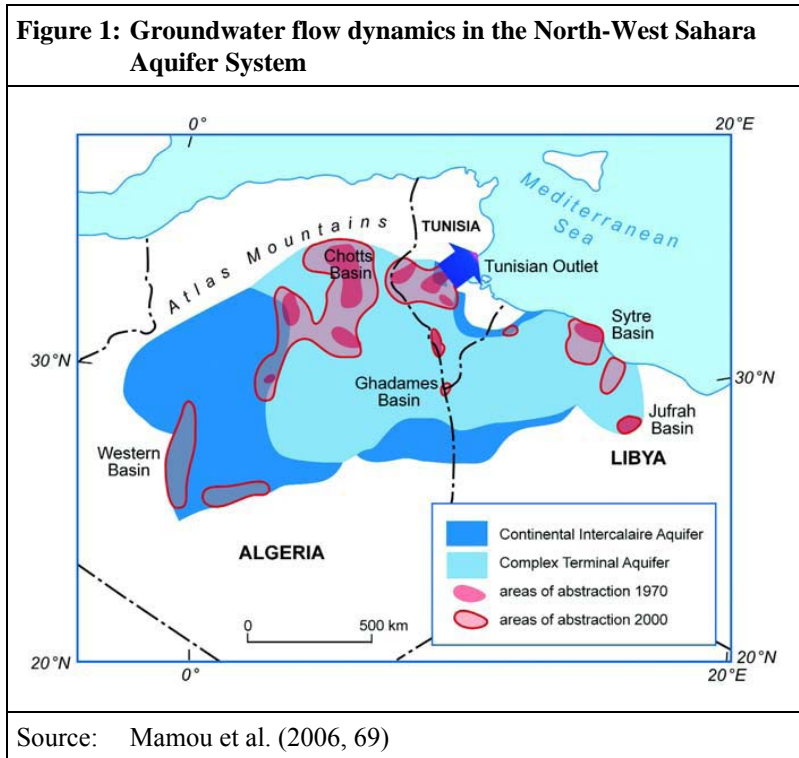 Figure 1: Groundwater flow dynamics in the North-West Sahara
Aquifer System
0°
20°E
Mediterranean
Sea
Atlas Mountains
TUNISIA
Chotts
Basin
Tunisian Outlet
Sytre
Basin
30°N
30°N
Ghadames
Basin
Jufrah
Basin
Western
Basin
LIBYA
ALGERIA
Continental Intercalaire Aquifer
Complex Terminal Aquifer
areas of abstraction 1970
areas of abstraction 2000
0 500 km
20°N
20°N
0°
20°E
Source: Mamou et al. (2006, 69)